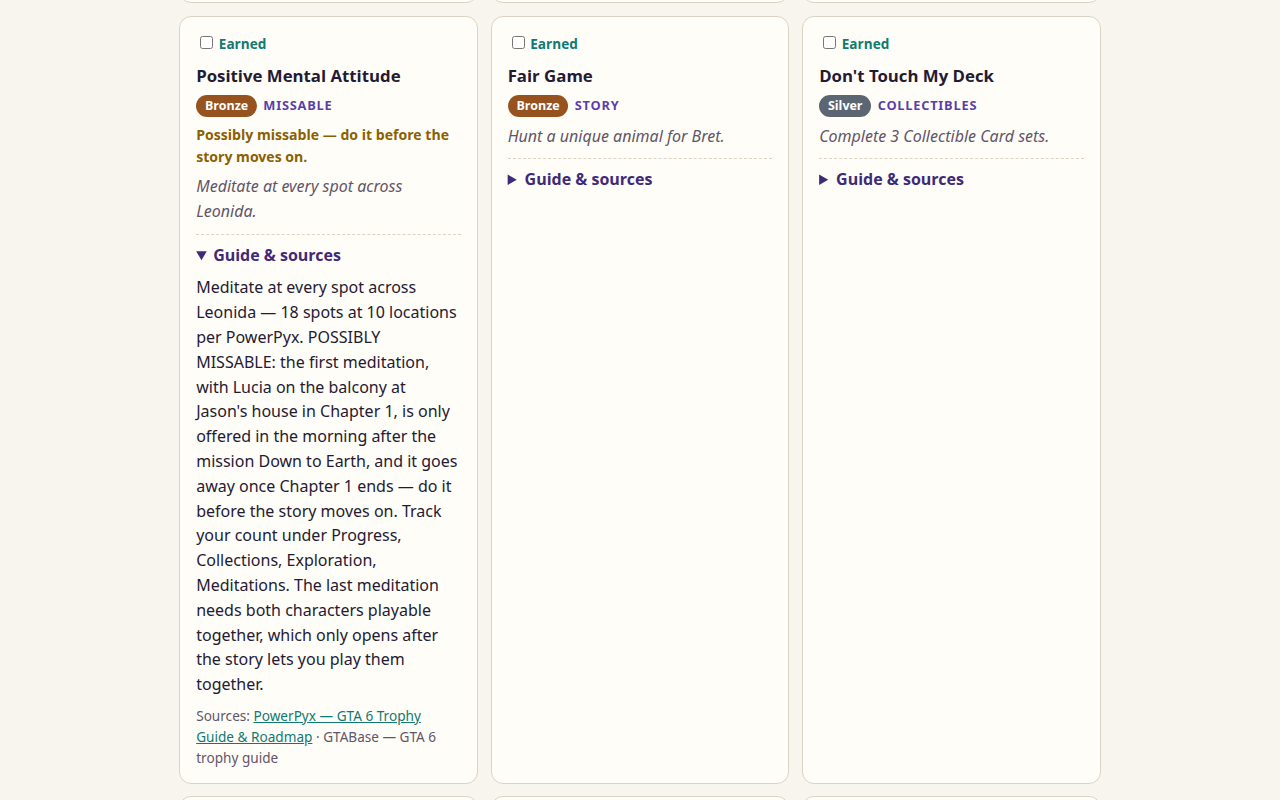 Earned
Positive Mental Attitude
Bronze MISSABLE
Possibly missable — do it before the
story moves on.
Meditate at every spot across
Leonida.
Guide & sources
Meditate at every spot across
Leonida — 18 spots at 10 locations
per PowerPyx. POSSIBLY
MISSABLE: the first meditation,
with Lucia on the balcony at
Jason's house in Chapter 1, is only
offered in the morning after the
mission Down to Earth, and it goes
away once Chapter 1 ends — do it
before the story moves on. Track
your count under Progress,
Collections, Exploration,
Meditations. The last meditation
needs both characters playable
together, which only opens after
the story lets you play them
together.
Sources: PowerPyx — GTA 6 Trophy
Guide & Roadmap · GTABase — GTA 6
trophy guide
Earned
Fair Game
Bronze STORY
Hunt a unique animal for Bret.
Guide & sources
Earned
Don't Touch My Deck
Silver COLLECTIBLES
Complete 3 Collectible Card sets.
Guide & sources